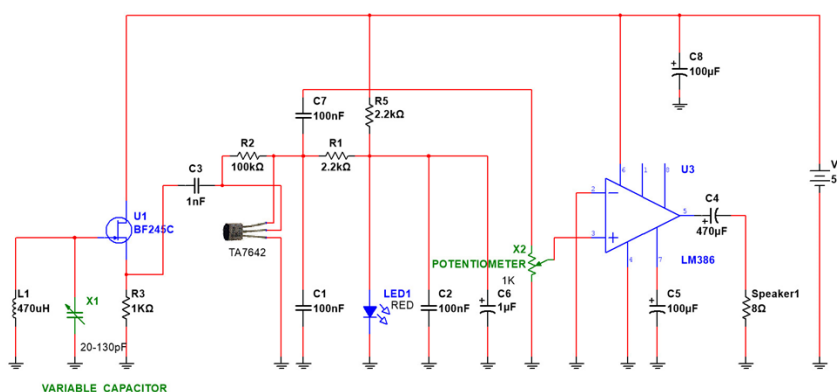 C8
100µF
C7
100nF
R5
2.2kΩ
R2
100kΩ
R1
2.2kΩ
C3
1nF
V
5
6
1
8
U3
2
3
5
4
7
LM386
C4
470µF
U1
BF245C
TA7642
X2
POTENTIOMETER
1K
L1
470uH
X1
20-130pF
R3
1KΩ
C1
100nF
LED1
RED
C2
100nF
C6
1µF
C5
100µF
Speaker1
8Ω
VARIABLE CAPACITOR